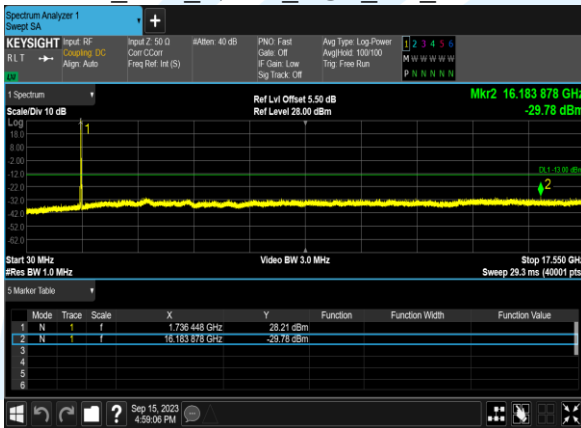 Spectrum Analyzer 1
Swept SA
KEYSIGHT
RLT
LV
Input: RF
Coupling: DC
Align: Auto
Input Z: 50 Ω
Corr CCorr
Freq Ref: Int (S)
#Atten: 40 dB
PNO: Fast
Gate: Off
IF Gain: Low
Sig Track: Off
Avg Type: Log-Power
Avg|Hold: 100/100
Trig: Free Run
1 2 3 4 5 6
M W W W W W
P N N N N N
1 Spectrum
Scale/Div 10 dB
Ref Lvl Offset 5.50 dB
Ref Level 28.00 dBm
Mkr2 16.183 878 GHz
-29.78 dBm
Log
18.0
8.00
-2.00
-12.0
-22.0
-32.0
-42.0
-52.0
-62.0
1
DL1 -13.00 dBm
2
Start 30 MHz
#Res BW 1.0 MHz
Video BW 3.0 MHz
Stop 17.550 GHz
Sweep 29.3 ms (40001 pts)
5 Marker Table
Mode Trace Scale X Y Function Function Width Function Value
1 N 1 f 1.736 448 GHz 28.21 dBm
2 N 1 f 16.183 878 GHz -29.78 dBm
3
4
5
6
?
Sep 15, 2023
4:59:06 PM